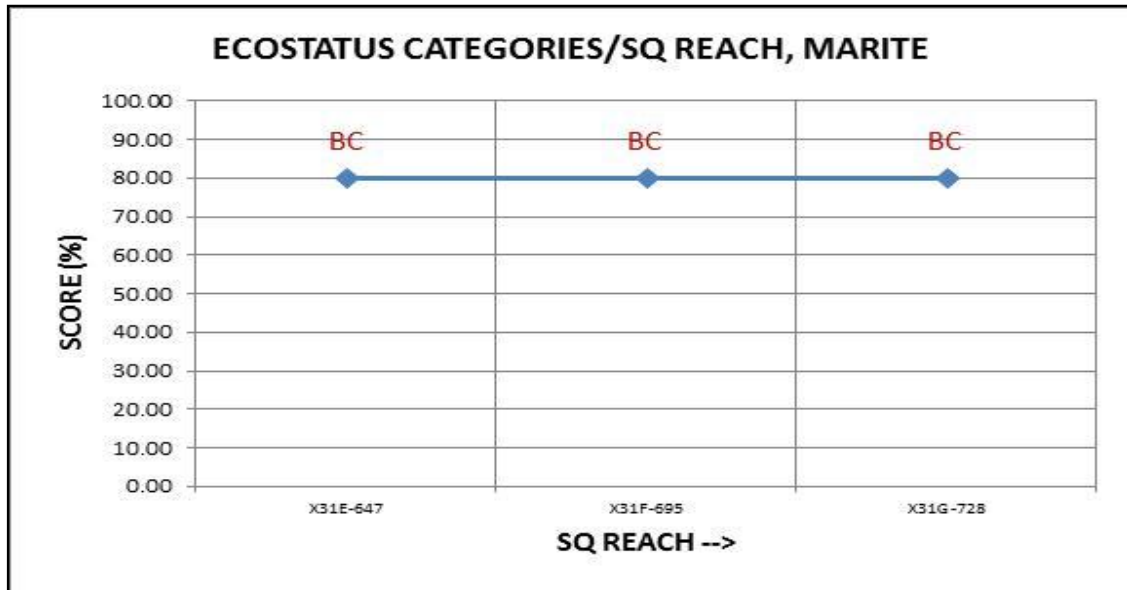 ECOSTATUS CATEGORIES/SQ REACH, MARITE
100.00
90.00
80.00
70.00
60.00
50.00
40.00
30.00
20.00
10.00
0.00
SCORE (%)
BC BC BC
X31E-647 X31F-695 X31G-728
SQ REACH -->